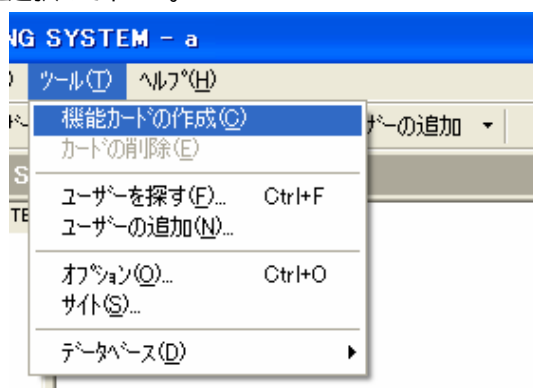 NG SYSTEM - a
ツール(T) ヘルプ(H)
機能カードの作成(C)
ザーの追加
カードの削除(E)
S
TE
ユーザーを探す(F)... Ctrl+F
ユーザーの追加(N)...
オプション(O)... Ctrl+O
サイト(S)...
データベース(D)